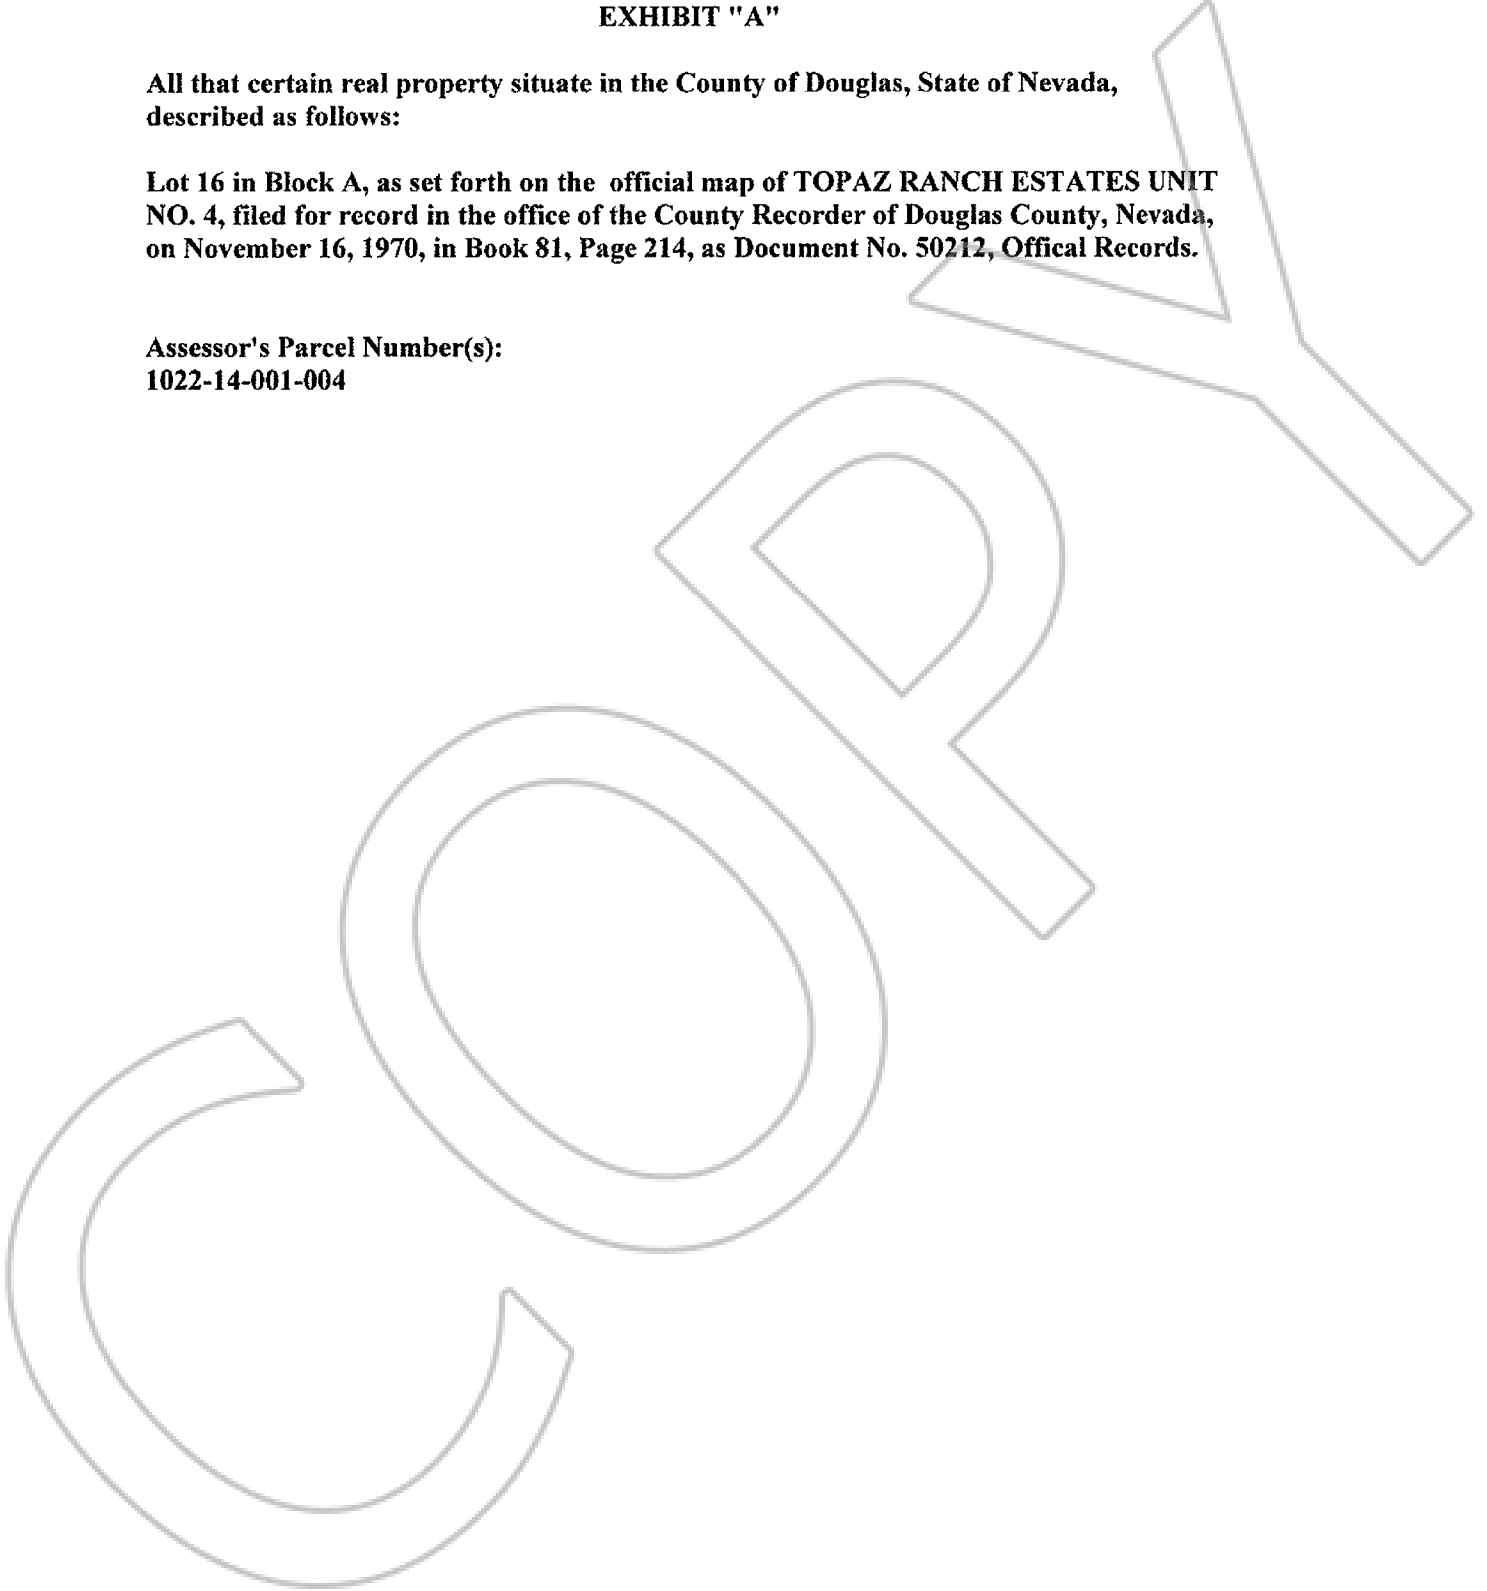 EXHIBIT "A"
All that certain real property situate in the County of Douglas, State of Nevada,
described as follows:
Lot 16 in Block A, as set forth on the official map of TOPAZ RANCH ESTATES UNIT
NO. 4, filed for record in the office of the County Recorder of Douglas County, Nevada,
on November 16, 1970, in Book 81, Page 214, as Document No. 50212, Offical Records.
Assessor's Parcel Number(s):
1022-14-001-004
COPY